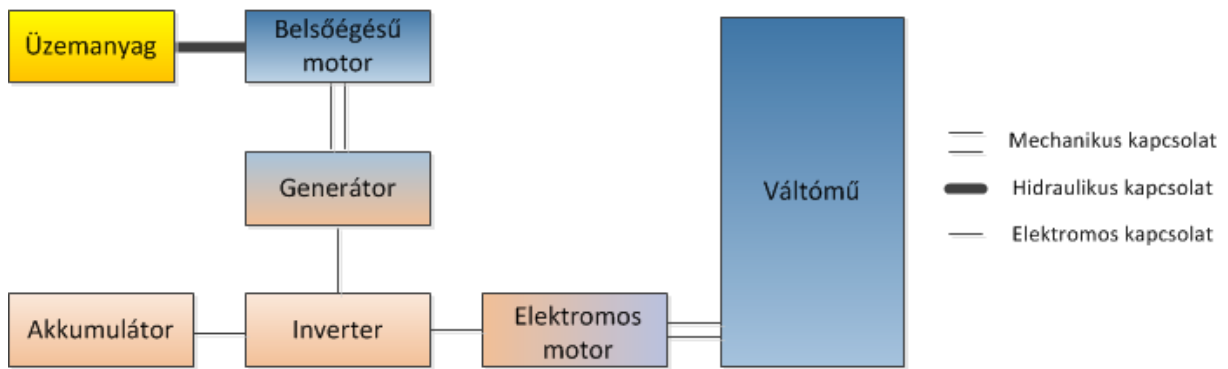 Üzemanyag
Belsőégésű
motor
Generátor
Váltómű
Akkumulátor
Inverter
Elektromos
motor
Mechanikus kapcsolat
Hidraulikus kapcsolat
Elektromos kapcsolat